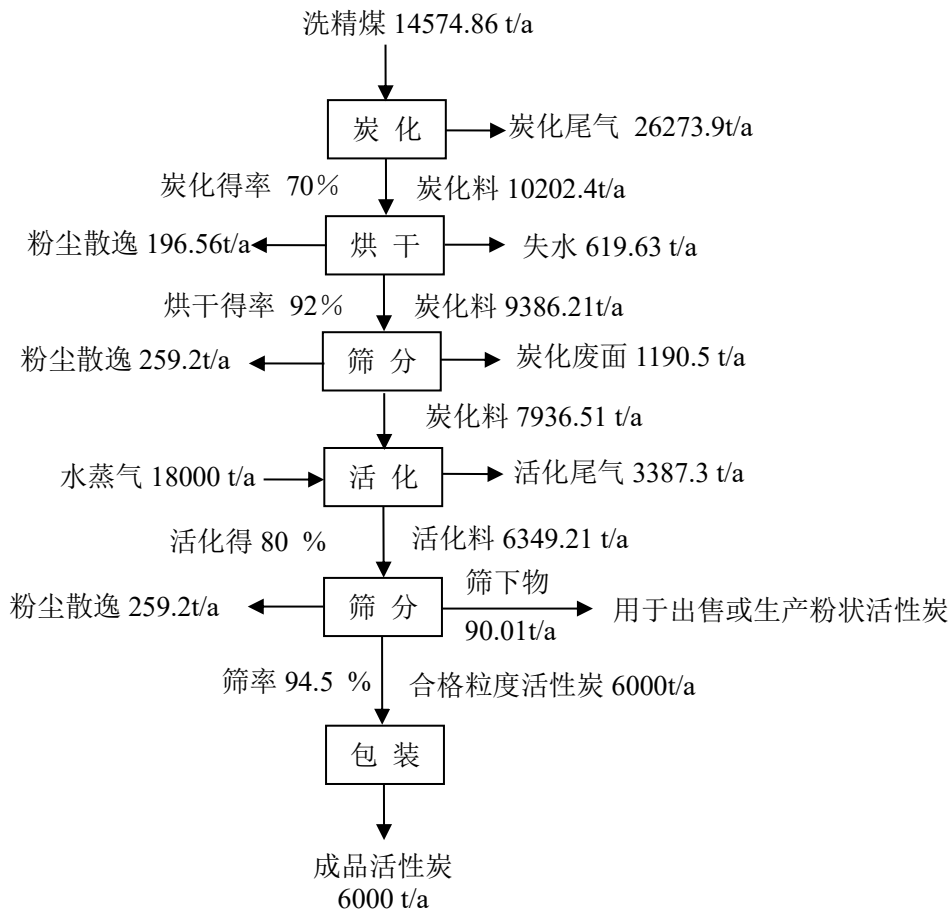 洗精煤 14574.86 t/a
炭 化
炭化尾气 26273.9t/a
炭化得率 70%
炭化料 10202.4t/a
粉尘散逸 196.56t/a
烘 干
失水 619.63 t/a
烘干得率 92%
炭化料 9386.21t/a
粉尘散逸 259.2t/a
筛 分
炭化废面 1190.5 t/a
炭化料 7936.51 t/a
水蒸气 18000 t/a
活 化
活化尾气 3387.3 t/a
活化得 80 %
活化料 6349.21 t/a
粉尘散逸 259.2t/a
筛 分
筛下物
90.01t/a
用于出售或生产粉状活性炭
筛率 94.5 %
合格粒度活性炭 6000t/a
包 装
成品活性炭
6000 t/a